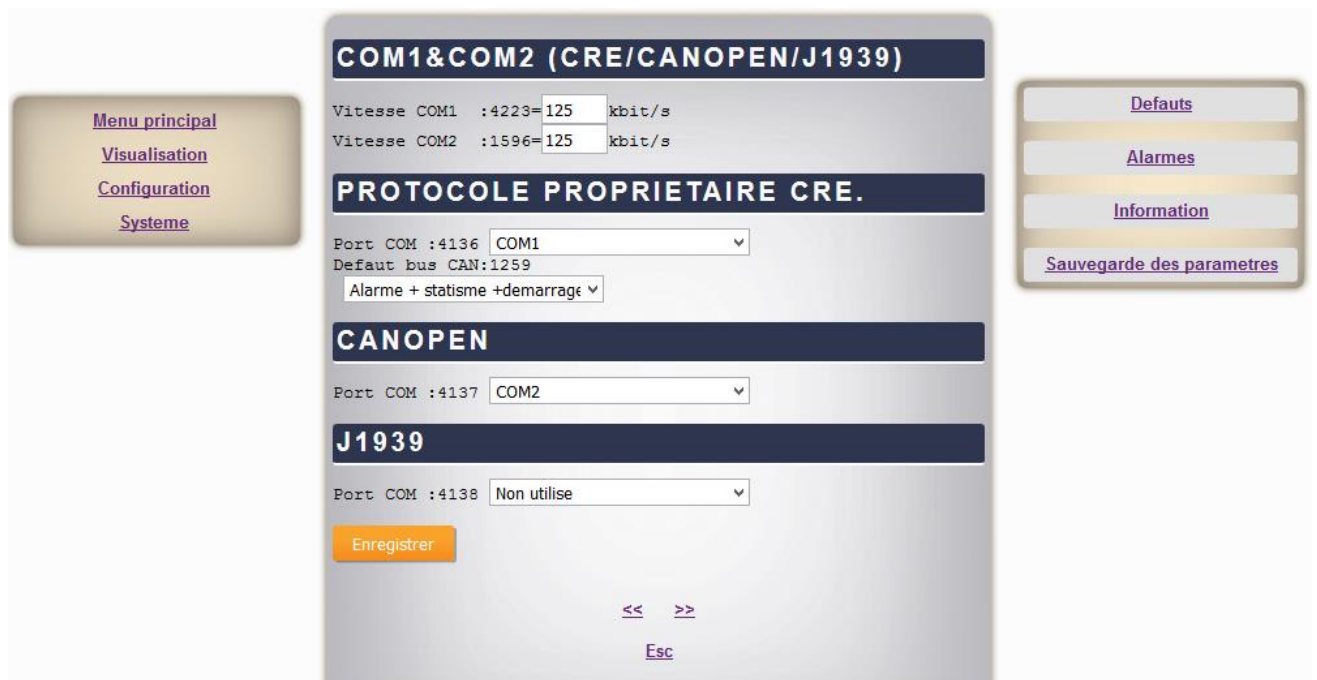 Menu principal
Visualisation
Configuration
Systeme
COM1&COM2 (CRE/CANOPEN/J1939)
Vitesse COM1 :4223= 125 kbit/s
Vitesse COM2 :1596= 125 kbit/s
PROTOCOLE PROPRIETAIRE CRE.
Port COM :4136 COM1
Defaut bus CAN:1259
Alarme + statisme +demarrage
CANOPEN
Port COM :4137 COM2
J1939
Port COM :4138 Non utilise
Enregistrer
<< >>
Esc
Defauts
Alarmes
Information
Sauvegarde des parametres